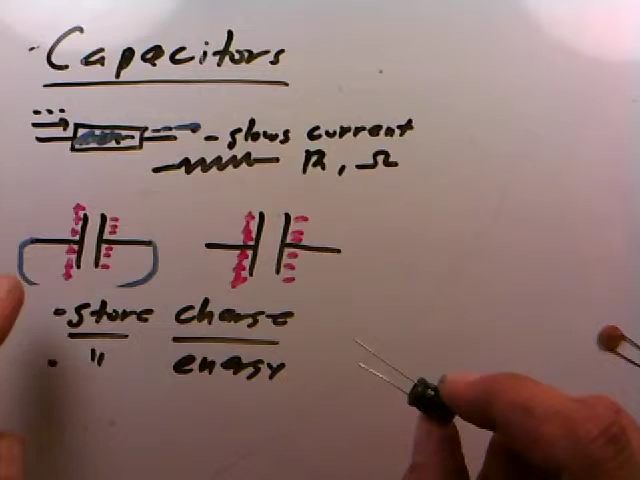 Capacitors
- slows current
R, Ω
- store charge
" energy